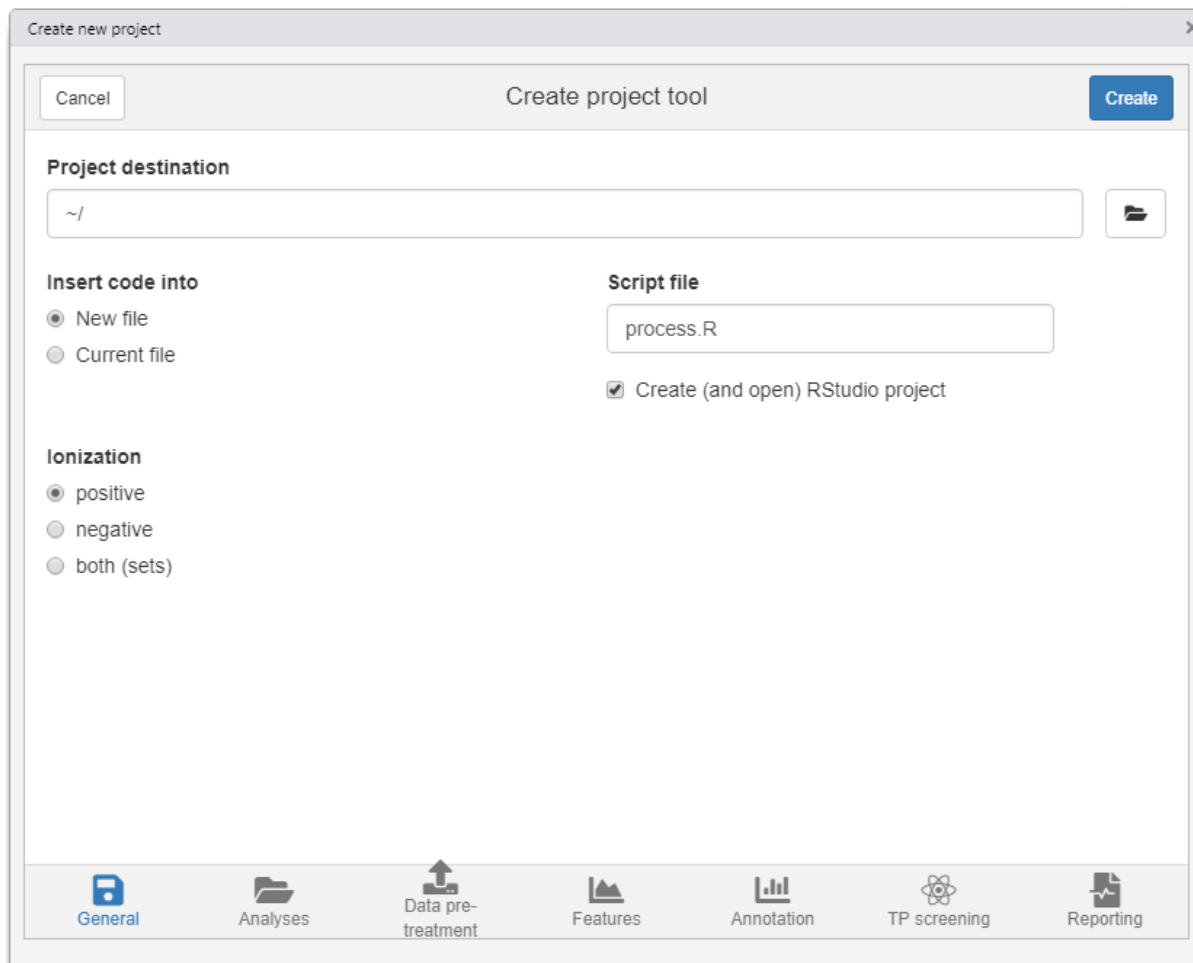 Create new project
Cancel
Create project tool
Create
Project destination
~/
Insert code into
New file
Current file
Script file
process.R
Create (and open) RStudio project
Ionization
positive
negative
both (sets)
General
Analyses
Data pre-
treatment
Features
Annotation
TP screening
Reporting